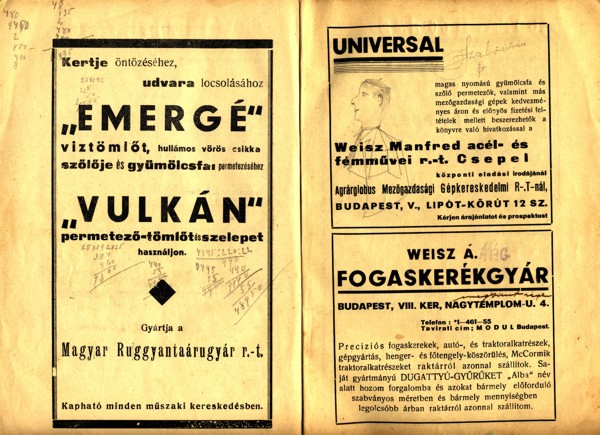 Kertje öntözéséhez,
udvara locsolásához
„EMERGÉ“
viztömlőt, hullámos vörös csikka
szőlője és gyümölcsfái permetezéséhez
„VULKÁN“
permetező-tömlőt és szelepet
használjon.
Gyártja a
Magyar Ruggyantaárugyár r.-t.
Kapható minden műszaki kereskedésben.
UNIVERSAL
magas nyomású gyümölcsfa és
szőlő permetezők, valamint más
mezőgazdasági gépek kedvezmé-
nyes áron és előnyös fizetési fel-
tételek mellett beszerezhetők a
könyvre való hivatkozással a
Weisz Manfred acél- és
fémművei r.-t. Csepel
központi eladási irodájánál
Agrárglobus Mezőgazdasági Gépkereskedelmi R.-T-nál,
BUDAPEST, V., LIPÓT-KÖRÚT 12 SZ.
Kérjen árajánlatot és prospektust
WEISZ Á.
FOGASKERÉKGYÁR
BUDAPEST, VIII. KER, NAGYTEMPLOM-U. 4.
Telefon : *1—461—55
Távirati cím; MODUL Budapest.
Precíziós fogaskerekek, autó-, és traktoralkatrészek,
gépgyártás, henger- és főtengely-köszörülés, McCormik
traktoralkatrészeket raktárról azonnal szállítok. Sa-
ját gyártmányú DUGATTYÚ-GYŰRŰKET „Alba“ név
alatt hozom forgalomba és azokat bármely előforduló
szabványos méretben és bármely mennyiségben
legolcsóbb árban raktárról azonnal szállítom.